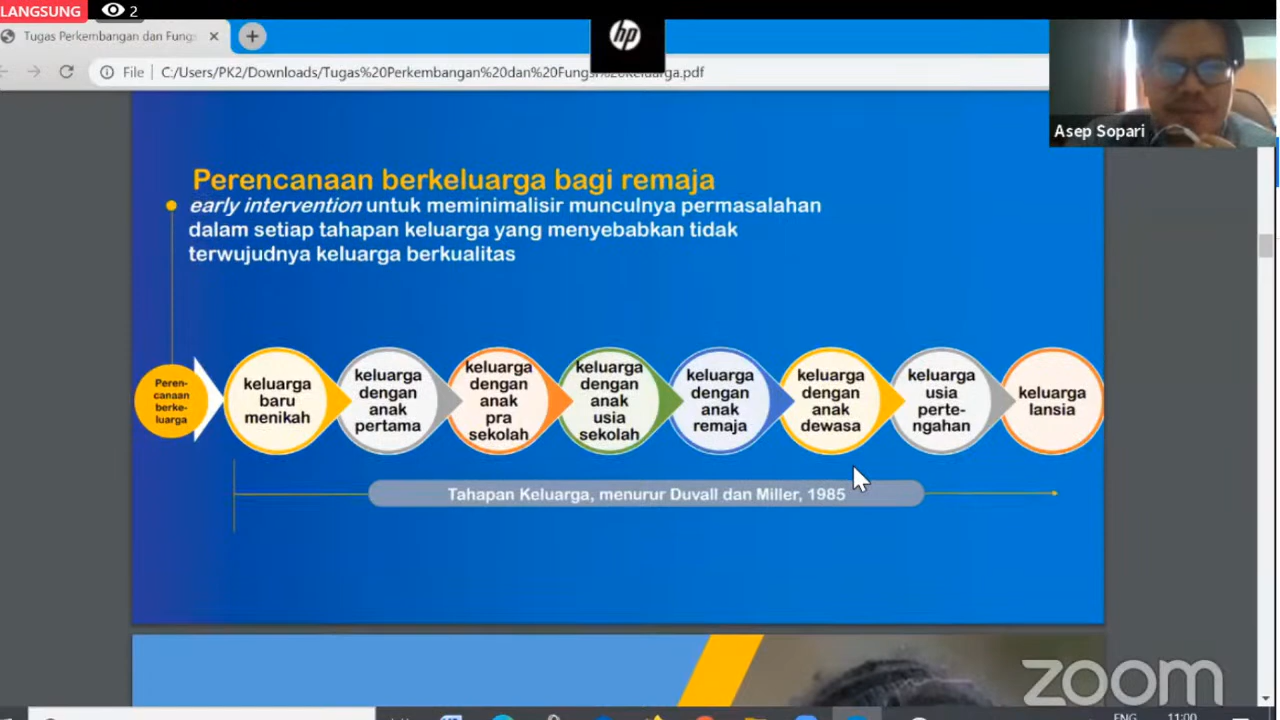 LANGSUNG 2
Tugas Perkembangan dan Fungs
hp
File C:/Users/PK2/Downloads/Tugas%20Perkembangan%20dan%20Fungsi%20Keluarga.pdf
Asep Sopari
Perencanaan berkeluarga bagi remaja
early intervention untuk meminimalisir munculnya permasalahan
dalam setiap tahapan keluarga yang menyebabkan tidak
terwujudnya keluarga berkualitas
Peren-
canaan
berke-
luarga
keluarga
baru
menikah
keluarga
dengan
anak
pertama
keluarga
dengan
anak
pra
sekolah
keluarga
dengan
anak
usia
sekolah
keluarga
dengan
anak
remaja
keluarga
dengan
anak
dewasa
keluarga
usia
perte-
ngahan
keluarga
lansia
Tahapan Keluarga, menurur Duvall dan Miller, 1985
zoom
ENG 11:00